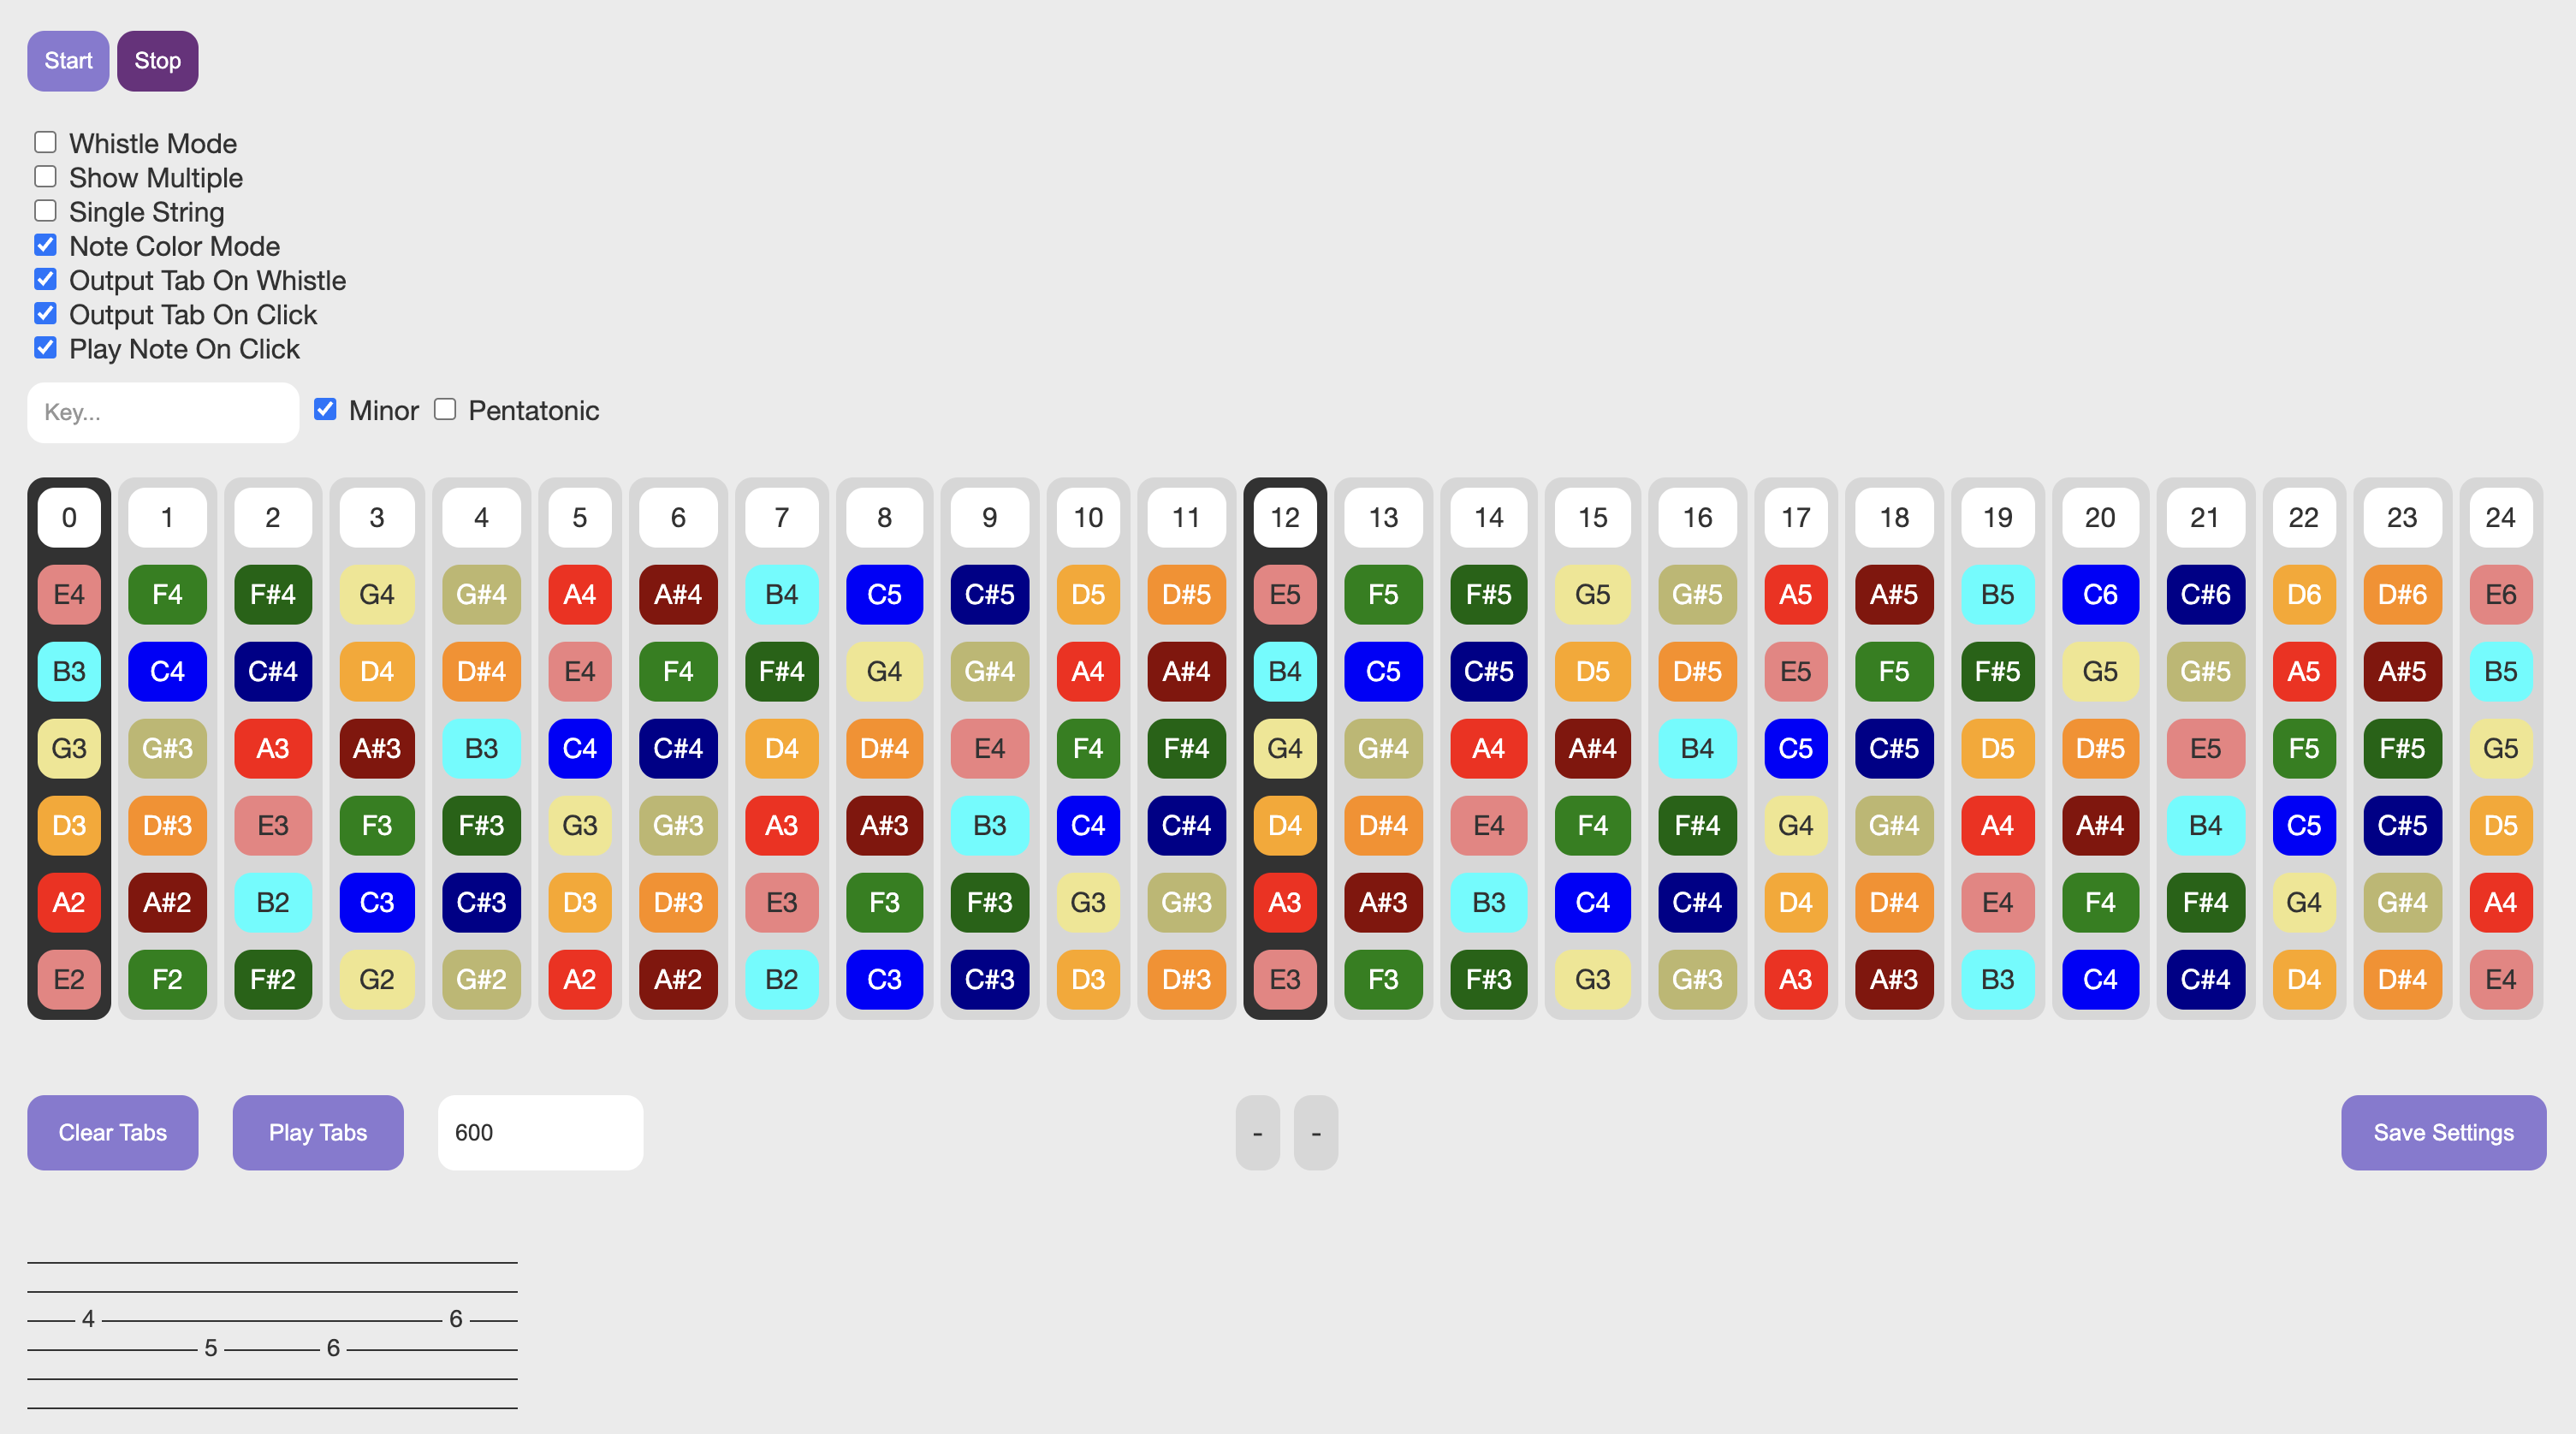 Start Stop
Whistle Mode
Show Multiple
Single String
Note Color Mode
Output Tab On Whistle
Output Tab On Click
Play Note On Click
Key... Minor Pentatonic
0 1 2 3 4 5 6 7 8 9 10 11 12 13 14 15 16 17 18 19 20 21 22 23 24
E4 F4 F#4 G4 G#4 A4 A#4 B4 C5 C#5 D5 D#5 E5 F5 F#5 G5 G#5 A5 A#5 B5 C6 C#6 D6 D#6 E6
B3 C4 C#4 D4 D#4 E4 F4 F#4 G4 G#4 A4 A#4 B4 C5 C#5 D5 D#5 E5 F5 F#5 G5 G#5 A5 A#5 B5
G3 G#3 A3 A#3 B3 C4 C#4 D4 D#4 E4 F4 F#4 G4 G#4 A4 A#4 B4 C5 C#5 D5 D#5 E5 F5 F#5 G5
D3 D#3 E3 F3 F#3 G3 G#3 A3 A#3 B3 C4 C#4 D4 D#4 E4 F4 F#4 G4 G#4 A4 A#4 B4 C5 C#5 D5
A2 A#2 B2 C3 C#3 D3 D#3 E3 F3 F#3 G3 G#3 A3 A#3 B3 C4 C#4 D4 D#4 E4 F4 F#4 G4 G#4 A4
E2 F2 F#2 G2 G#2 A2 A#2 B2 C3 C#3 D3 D#3 E3 F3 F#3 G3 G#3 A3 A#3 B3 C4 C#4 D4 D#4 E4
Clear Tabs Play Tabs 600 - - Save Settings
4 6
5 6